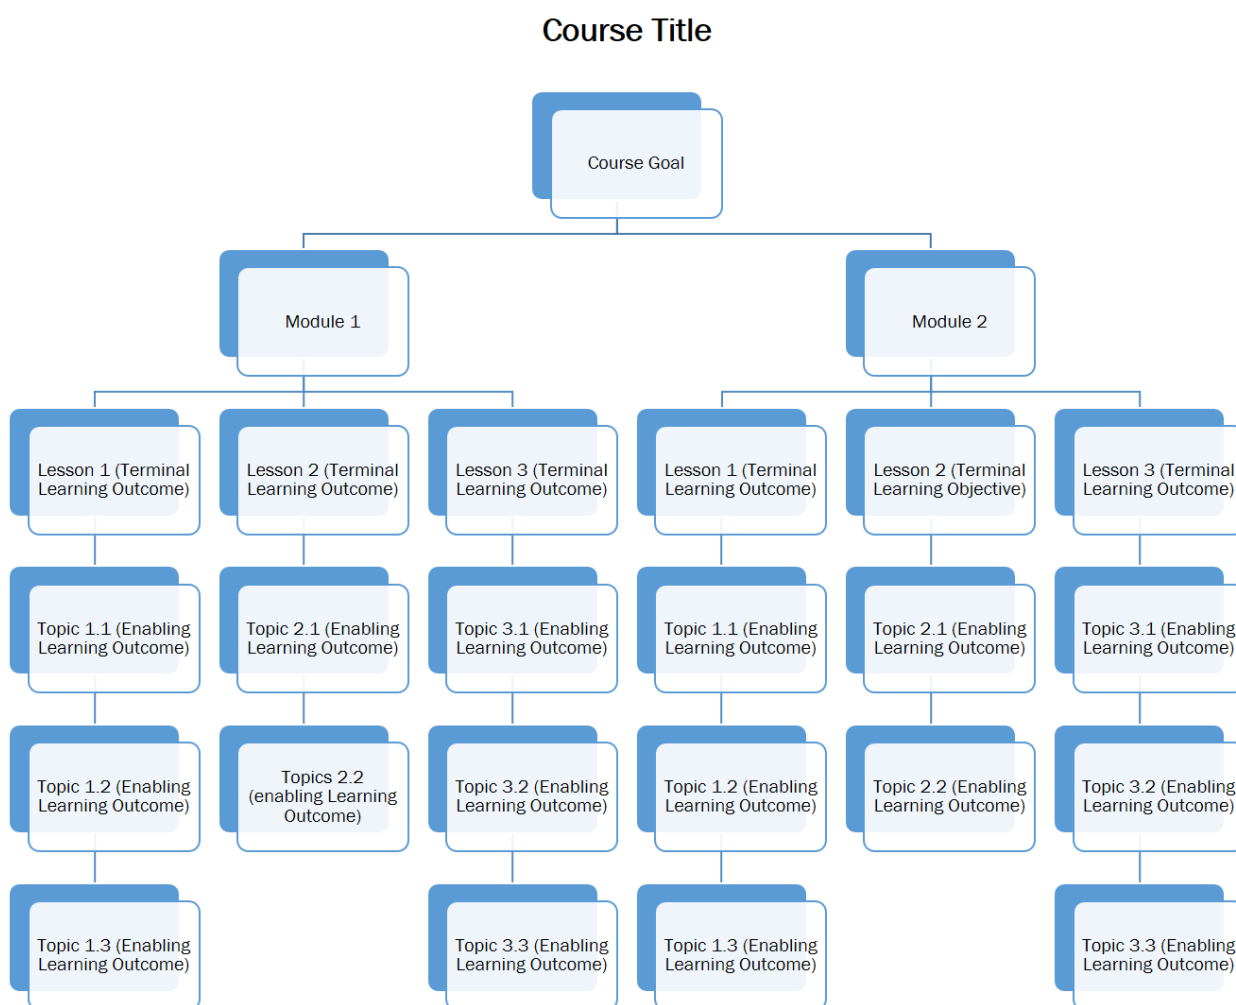 Course Title
Course Goal
Module 1
Module 2
Lesson 1 (Terminal
Learning Outcome)
Lesson 2 (Terminal
Learning Outcome)
Lesson 3 (Terminal
Learning Outcome)
Lesson 1 (Terminal
Learning Outcome)
Lesson 2 (Terminal
Learning Objective)
Lesson 3 (Terminal
Learning Outcome)
Topic 1.1 (Enabling
Learning Outcome)
Topic 2.1 (Enabling
Learning Outcome)
Topic 3.1 (Enabling
Learning Outcome)
Topic 1.1 (Enabling
Learning Outcome)
Topic 2.1 (Enabling
Learning Outcome)
Topic 3.1 (Enabling
Learning Outcome)
Topic 1.2 (Enabling
Learning Outcome)
Topics 2.2
(enabling Learning
Outcome)
Topic 3.2 (Enabling
Learning Outcome)
Topic 1.2 (Enabling
Learning Outcome)
Topic 2.2 (Enabling
Learning Outcome)
Topic 3.2 (Enabling
Learning Outcome)
Topic 1.3 (Enabling
Learning Outcome)
Topic 3.3 (Enabling
Learning Outcome)
Topic 1.3 (Enabling
Learning Outcome)
Topic 3.3 (Enabling
Learning Outcome)